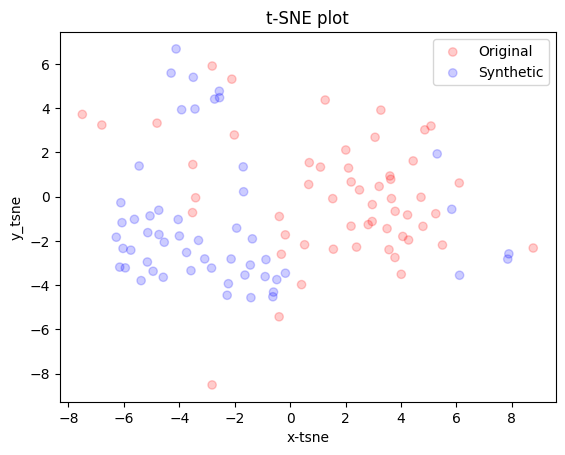 t-SNE plot
Original
Synthetic
y_tsne
6
4
2
0
−2
−4
−6
−8
−8 −6 −4 −2 0 2 4 6 8
x-tsne